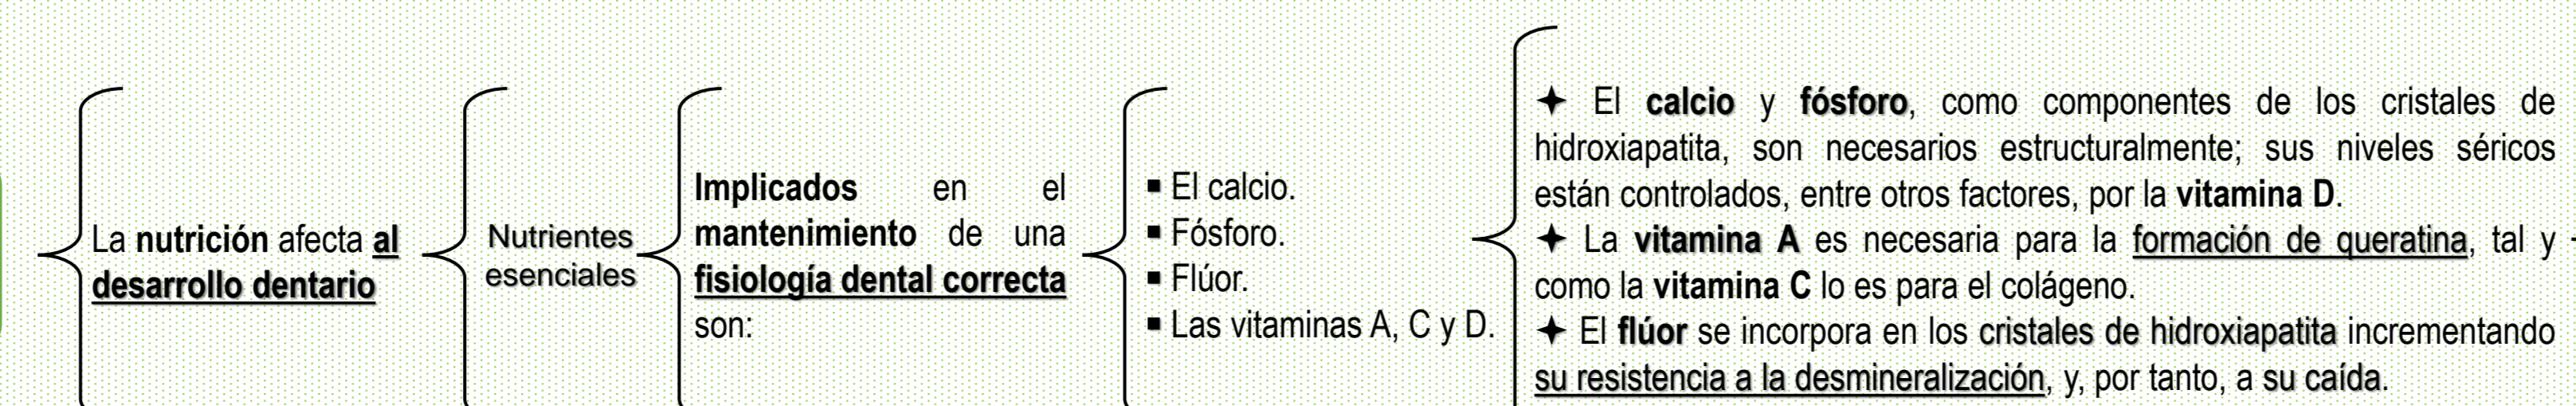 La nutrición afecta al
desarrollo dentario
Nutrientes
esenciales
Implicados en el
mantenimiento de una
fisiología dental correcta
son:
▪ El calcio.
▪ Fósforo.
▪ Flúor.
▪ Las vitaminas A, C y D.
✦ El calcio y fósforo, como componentes de los cristales de
hidroxiapatita, son necesarios estructuralmente; sus niveles séricos
están controlados, entre otros factores, por la vitamina D.
✦ La vitamina A es necesaria para la formación de queratina, tal y
como la vitamina C lo es para el colágeno.
✦ El flúor se incorpora en los cristales de hidroxiapatita incrementando
su resistencia a la desmineralización, y, por tanto, a su caída.